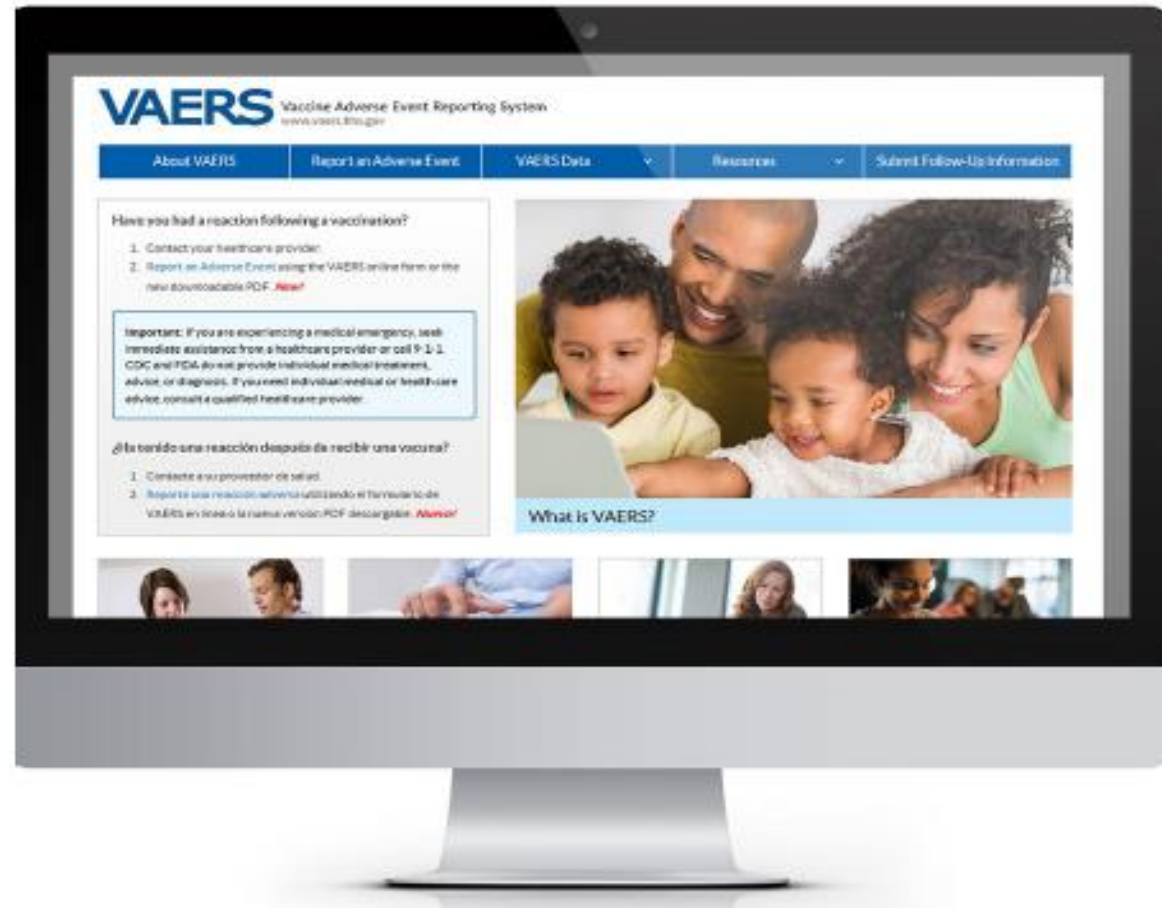 VAERS Vaccine Adverse Event Reporting System
www.vaers.hhs.gov
About VAERS Report an Adverse Event VAERS Data Resources Submit Follow-Up Information
Have you had a reaction following a vaccination?
1. Contact your healthcare provider.
2. Report an Adverse Event using the VAERS online form or the
new downloadable PDF. New!
Important: If you are experiencing a medical emergency, seek
immediate assistance from a healthcare provider or call 9-1-1.
CDC and FDA do not provide individual medical treatment,
advice, or diagnosis. If you need individual medical or healthcare
advice, consult a qualified healthcare provider.
¿Ha tenido una reacción después de recibir una vacuna?
1. Contacte a su proveedor de salud.
2. Reporte una reacción adversa utilizando el formulario de
VAERS en línea o la nueva versión PDF descargable. Nuevo!
What is VAERS?